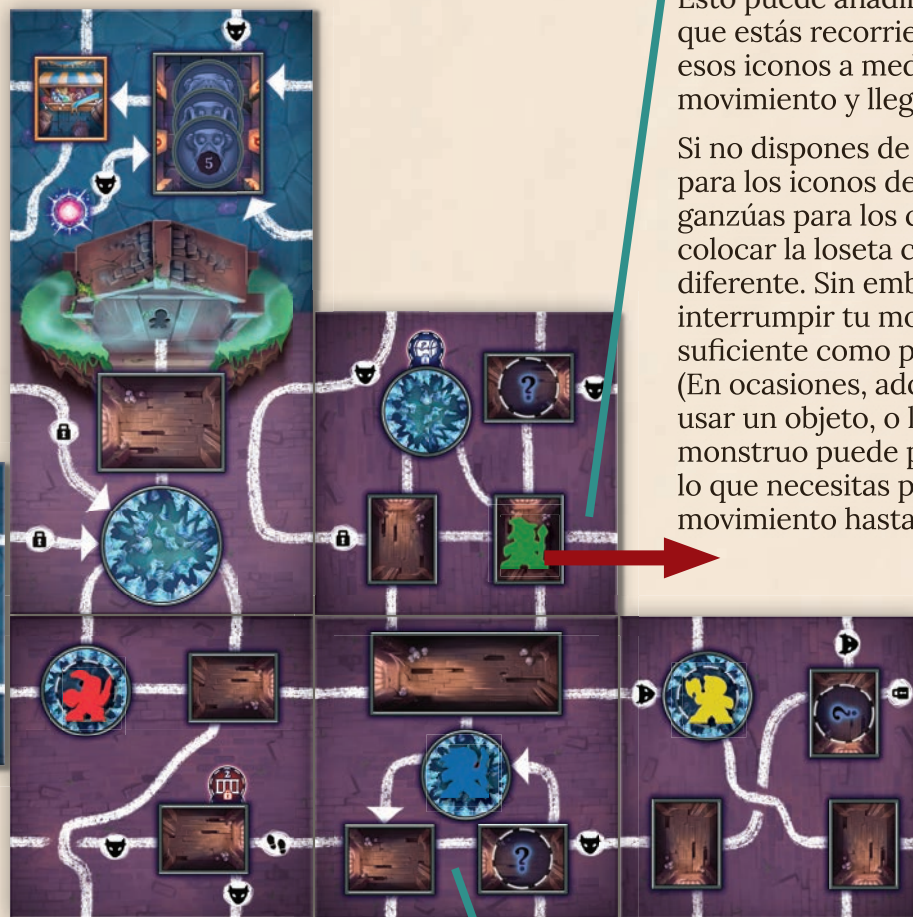 Esto puede añadir
que estás recorrie
esos iconos a med
movimiento y lleg
Si no dispones de
para los iconos de
ganzúas para los c
colocar la loseta c
diferente. Sin emb
interrumpir tu mo
suficiente como p
(En ocasiones, ado
usar un objeto, o l
monstruo puede p
lo que necesitas p
movimiento hasta
5
?
?
2
?